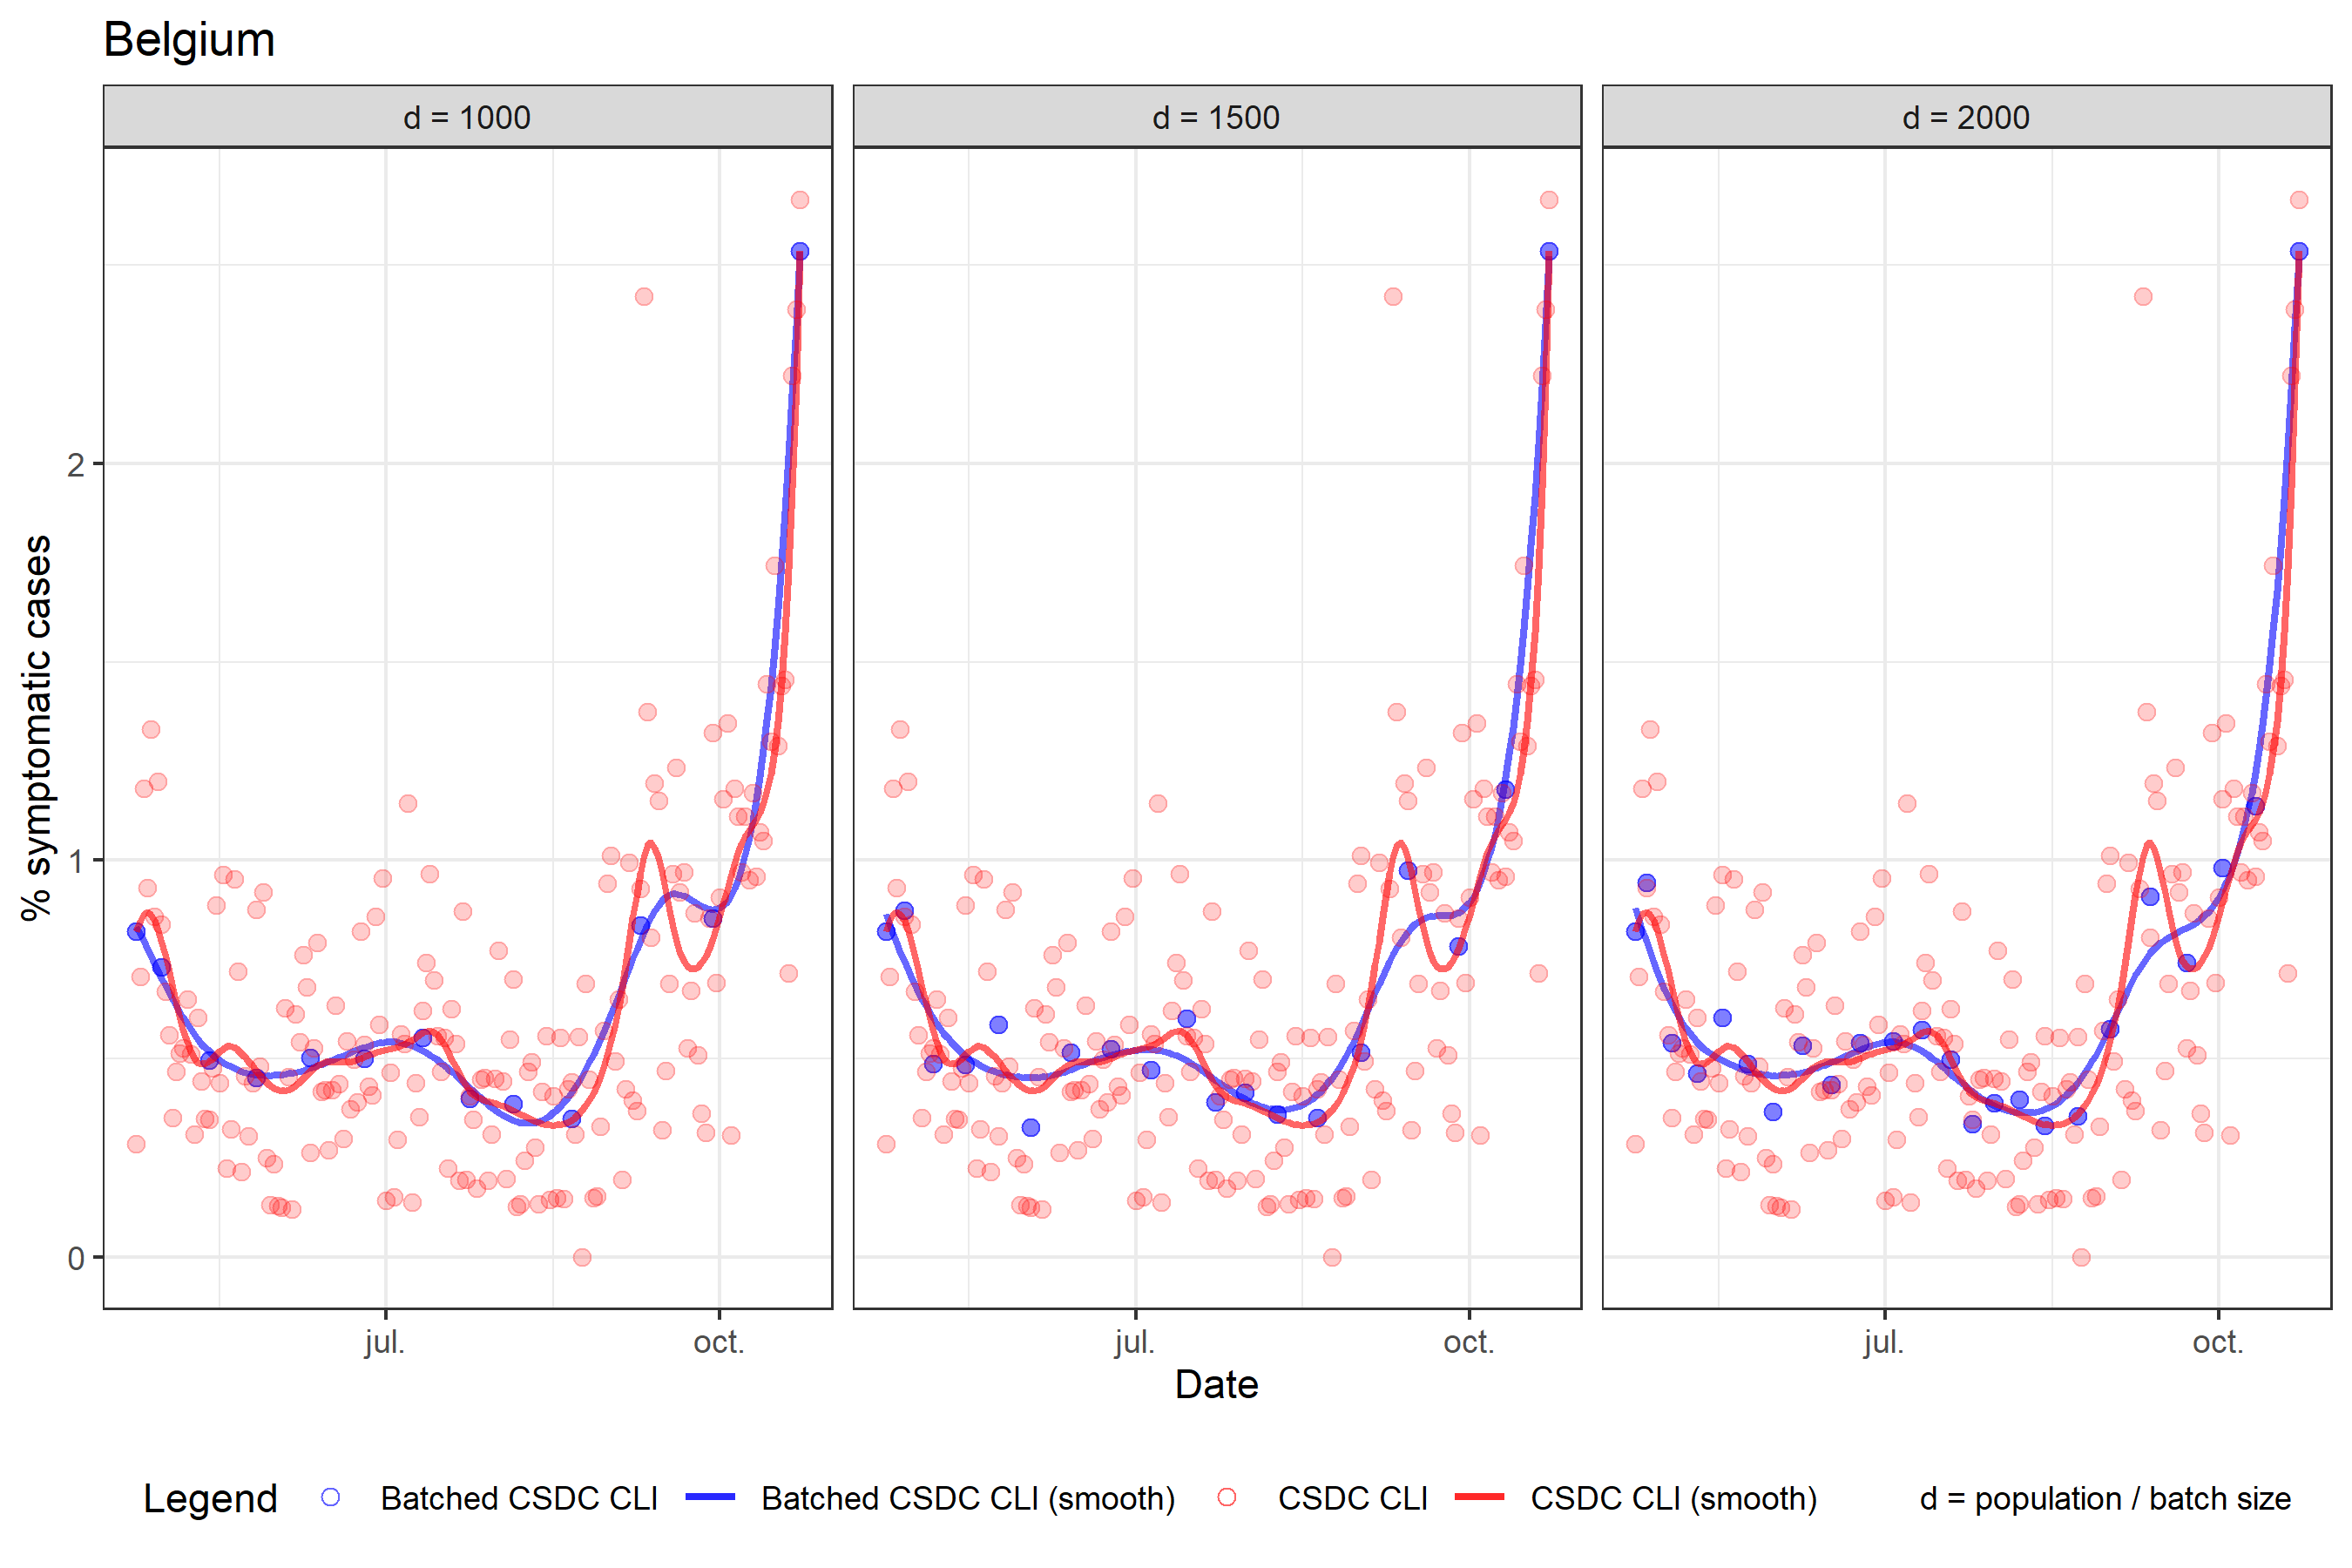 Belgium
d = 1000
d = 1500
d = 2000
% symptomatic cases
2
1
0
jul.
oct.
jul.
oct.
jul.
oct.
Date
Legend
Batched CSDC CLI
Batched CSDC CLI (smooth)
CSDC CLI
CSDC CLI (smooth)
d = population / batch size